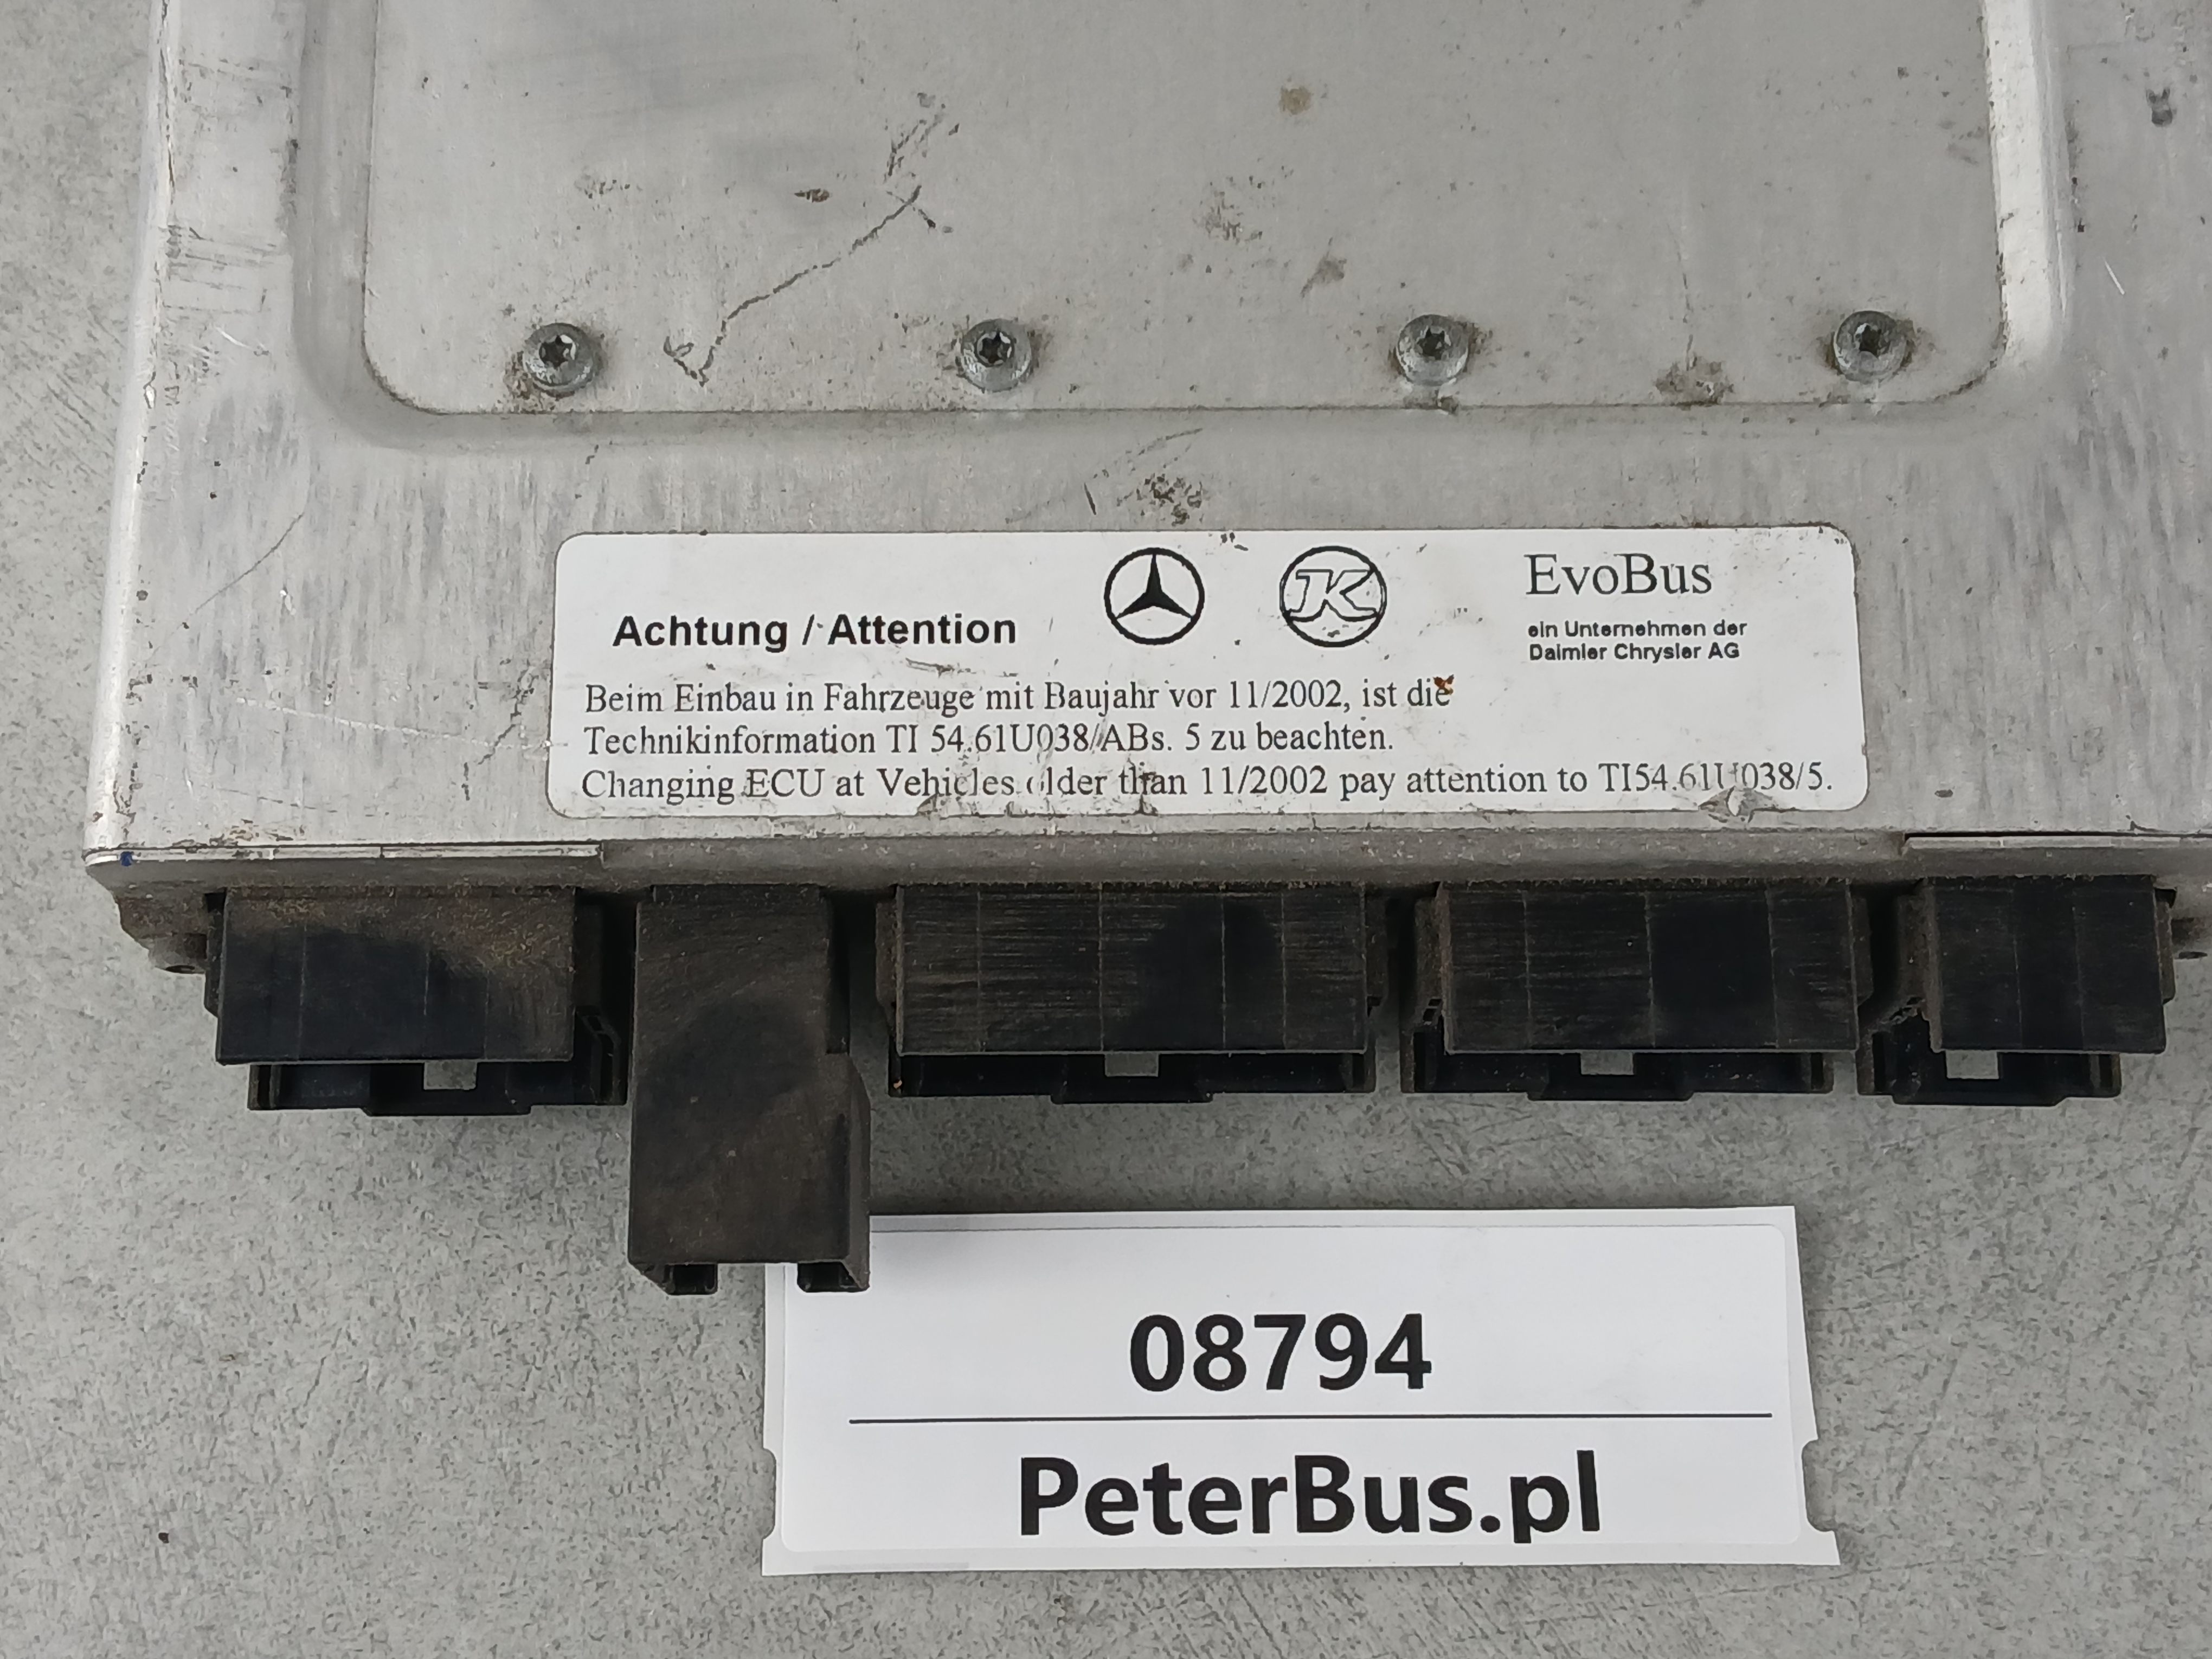 Achtung / Attention
K
EvoBus
ein Unternehmen der
Daimler Chrysler AG
Beim Einbau in Fahrzeuge mit Baujahr vor 11/2002, ist die
Technikinformation TI 54.61U038/ABs. 5 zu beachten.
Changing ECU at Vehicles older than 11/2002 pay attention to TI54.61U038/5.
08794
PeterBus.pl